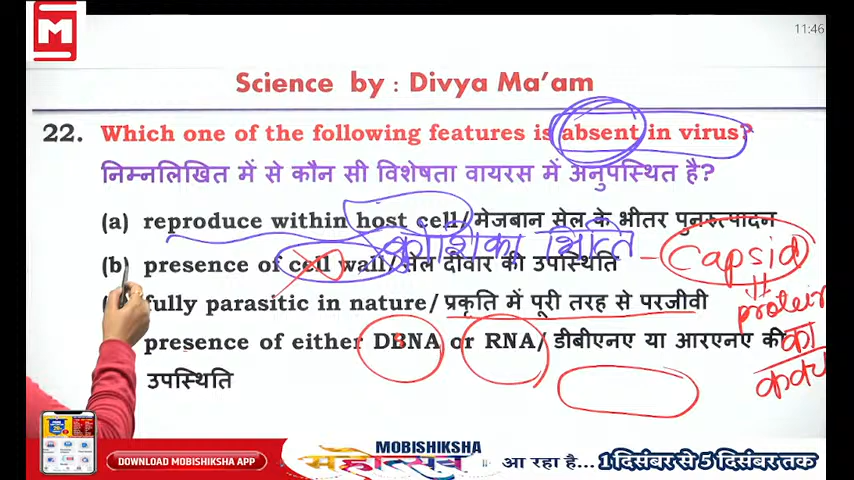 M
11:46
Science by : Divya Ma'am
22. Which one of the following features is absent in virus?
निम्नलिखित में से कौन सी विशेषता वायरस में अनुपस्थित है?
(a) reproduce within host cell/मेजबान सेल के भीतर पुनरुत्पादन
कोशिका भित्ति
(b) presence of cell wall/सेल दीवार की उपस्थिति – Capsid
fully parasitic in nature/प्रकृति में पूरी तरह से परजीवी
protein
presence of either DBNA or RNA/ डीबीएनए या आरएनए की
का
उपस्थिति
कवच
DOWNLOAD MOBISHIKSHA APP
MOBISHIKSHA
महोत्सव
आ रहा है... 1 दिसंबर से 5 दिसंबर तक